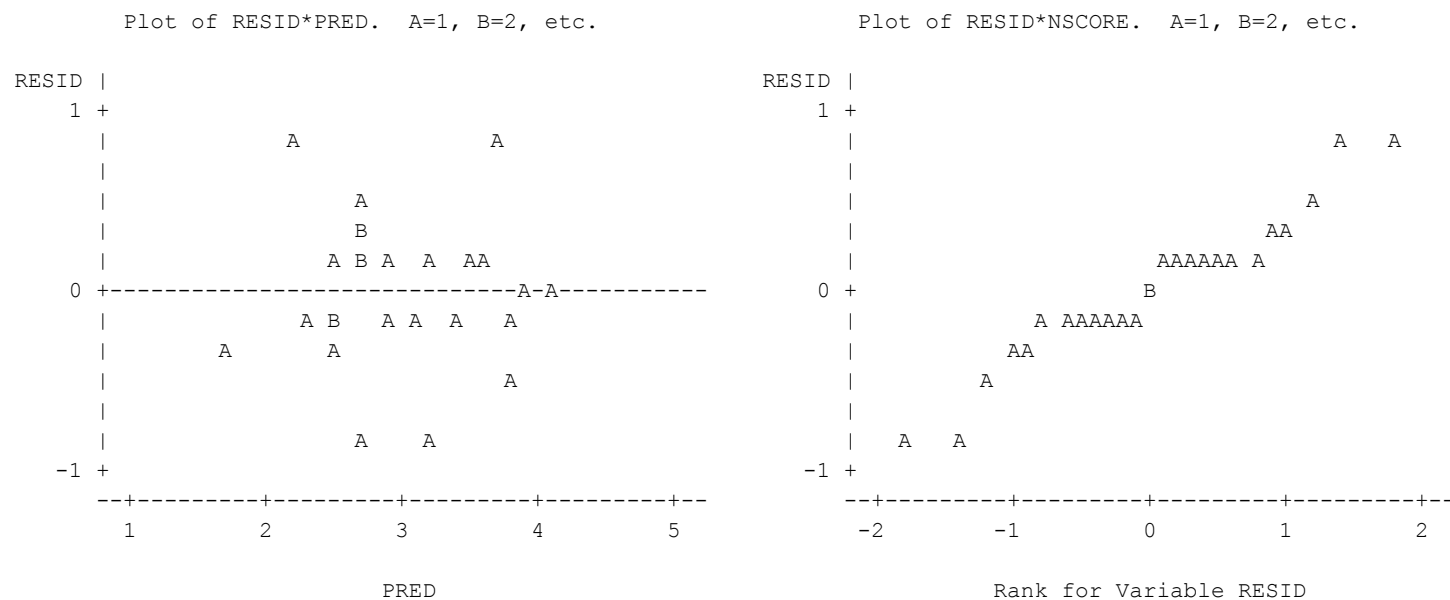 Plot of RESID*PRED.  A=1, B=2, etc.
RESID |
1 +
|             A              A
|
|                  A
|                  B
|                A B A  A  AA
0 +------------------------------A-A-----------
|              A B   A A  A   A
|        A       A
|                             A
|
|                  A    A
-1 +
--+---------+---------+---------+---------+--
1         2         3         4         5
PRED
Plot of RESID*NSCORE.  A=1, B=2, etc.
RESID |
1 +
|                                   A   A
|
|                                 A
|                              AA
|                      AAAAAA A
0 +                     B
|             A AAAAAA
|           AA
|         A
|
|   A   A
-1 +
--+---------+---------+---------+---------+--
-2        -1         0         1         2
Rank for Variable RESID